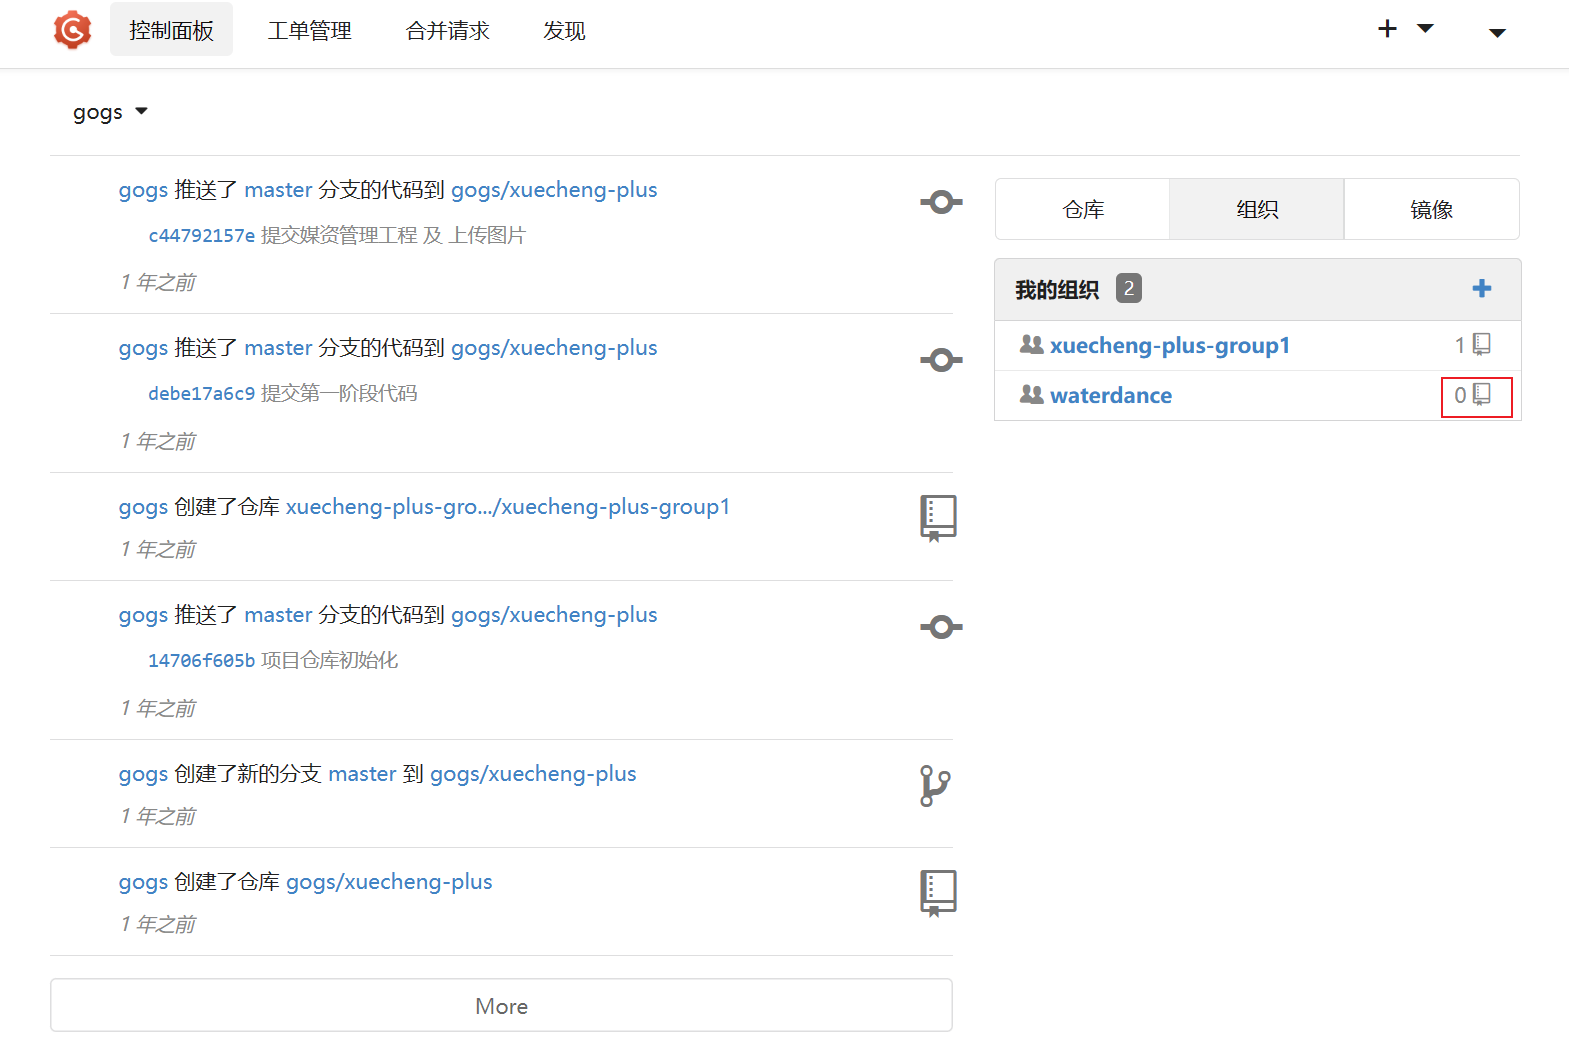 控制面板 工单管理 合并请求 发现
gogs
gogs 推送了 master 分支的代码到 gogs/xuecheng-plus
c44792157e 提交媒资管理工程 及 上传图片
1 年之前
gogs 推送了 master 分支的代码到 gogs/xuecheng-plus
debe17a6c9 提交第一阶段代码
1 年之前
gogs 创建了仓库 xuecheng-plus-gro.../xuecheng-plus-group1
1 年之前
gogs 推送了 master 分支的代码到 gogs/xuecheng-plus
14706f605b 项目仓库初始化
1 年之前
gogs 创建了新的分支 master 到 gogs/xuecheng-plus
1 年之前
gogs 创建了仓库 gogs/xuecheng-plus
1 年之前
More
仓库 组织 镜像
我的组织 2
xuecheng-plus-group1 1
waterdance 0